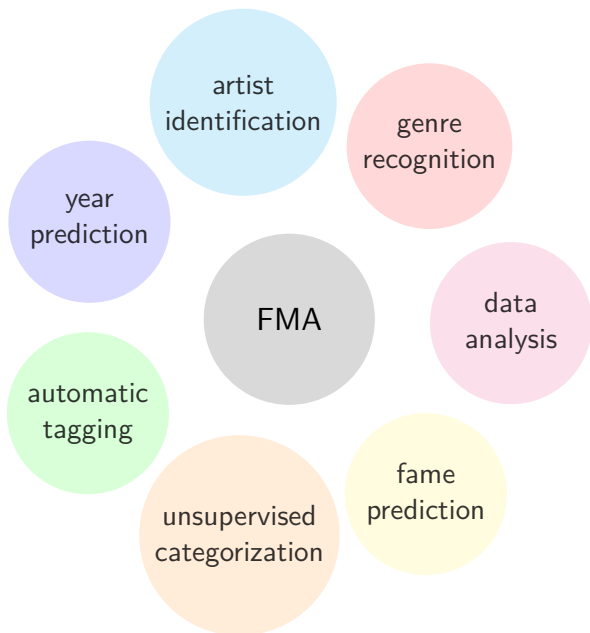 artist
identification
genre
recognition
year
prediction
FMA
data
analysis
automatic
tagging
fame
prediction
unsupervised
categorization